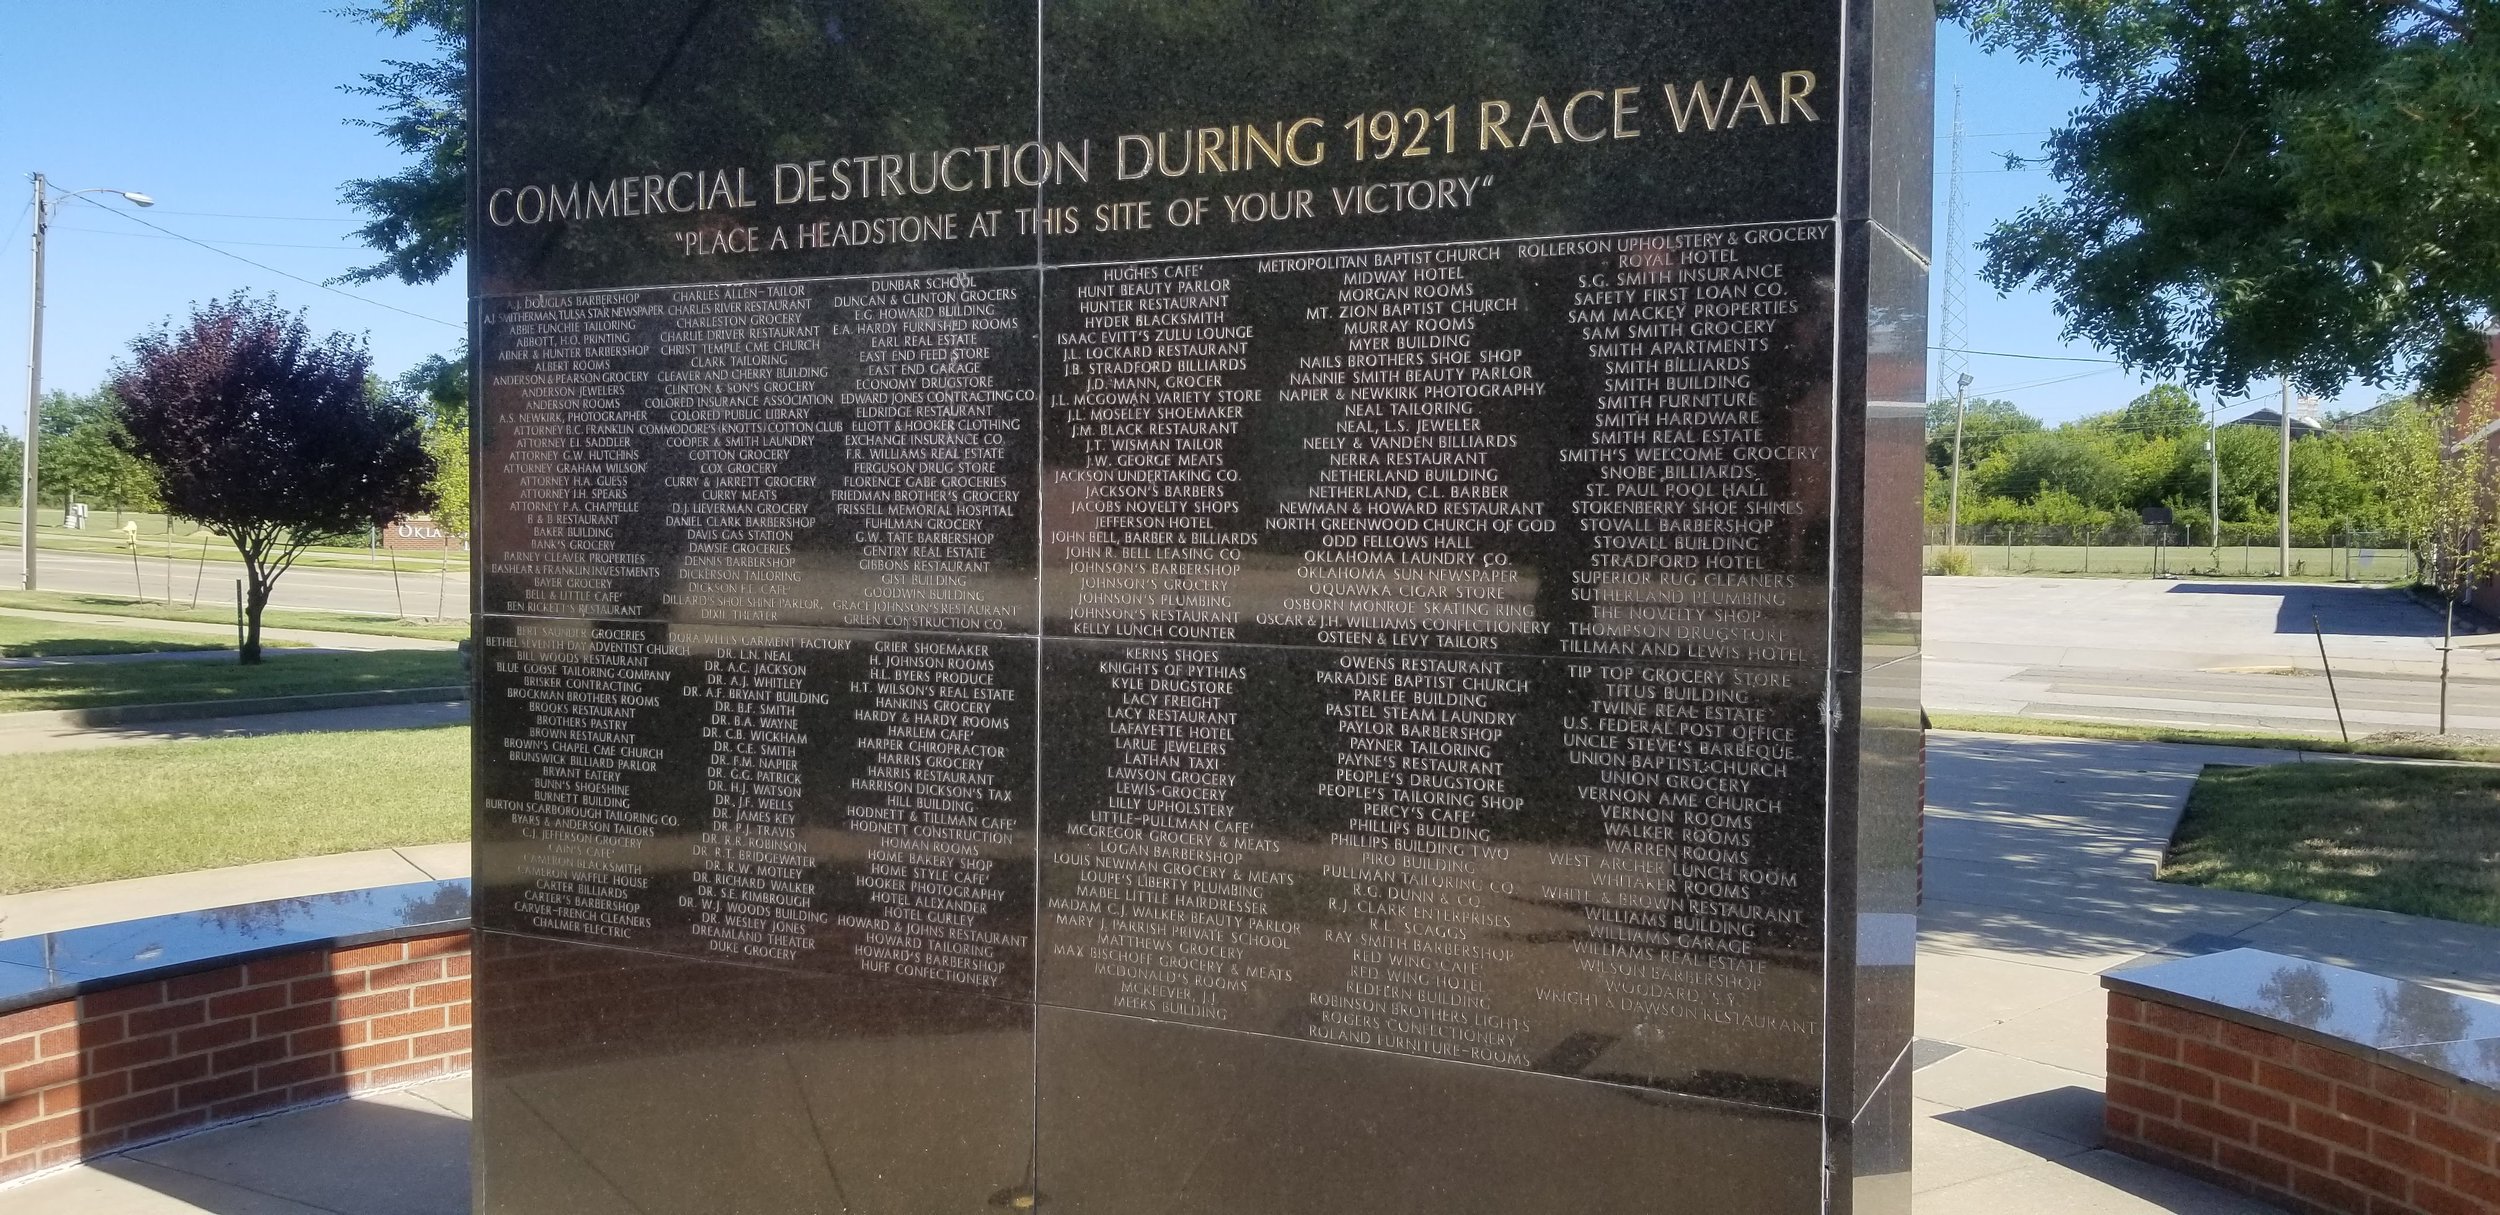 COMMERCIAL DESTRUCTION DURING 1921 RACE WAR
"PLACE A HEADSTONE AT THIS SITE OF YOUR VICTORY"
A.J. DOUGLAS BARBERSHOP
A.J. SMITHERMAN, TULSA STAR NEWSPAPER
ABBIE FUNCHIE TAILORING
ABBOTT, H.O. PRINTING
ABNER & HUNTER BARBERSHOP
ALBERT ROOMS
ANDERSON & PEARSON GROCERY
ANDERSON JEWELERS
ANDERSON ROOMS
A.S. NEWKIRK, PHOTOGRAPHER
ATTORNEY B.C. FRANKLIN
ATTORNEY E.I. SADDLER
ATTORNEY G.W. HUTCHINS
ATTORNEY GRAHAM WILSON
ATTORNEY H.A. GUESS
ATTORNEY I.H. SPEARS
ATTORNEY P.A. CHAPPELLE
B & B RESTAURANT
BAKER BUILDING
BANK'S GROCERY
BARNEY CLEAVER PROPERTIES
BASHEAR & FRANKLIN INVESTMENTS
BAYER GROCERY
BELL & LITTLE CAFE'
BEN RICKETT'S RESTAURANT
BERT SAUNDER GROCERIES
BETHEL SEVENTH DAY ADVENTIST CHURCH
BILL WOODS RESTAURANT
BLUE GOOSE TAILORING COMPANY
BRISKER CONTRACTING
BROCKMAN BROTHERS ROOMS
BROOKS RESTAURANT
BROTHERS PASTRY
BROWN RESTAURANT
BROWN'S CHAPEL CME CHURCH
BRUNSWICK BILLIARD PARLOR
BRYANT EATERY
BUNN'S SHOESHINE
BURNETT BUILDING
BURTON SCARBOROUGH TAILORING CO.
BYARS & ANDERSON TAILORS
C.J. JEFFERSON GROCERY
CAIN'S CAFE'
CAMERON BLACKSMITH
CAMERON WAFFLE HOUSE
CARTER BILLIARDS
CARTER'S BARBERSHOP
CARVER-FRENCH CLEANERS
CHALMER ELECTRIC
CHARLES ALLEN-TAILOR
CHARLES RIVER RESTAURANT
CHARLESTON GROCERY
CHARLIE DRIVER RESTAURANT
CHRIST TEMPLE CME CHURCH
CLARK TAILORING
CLEAVER AND CHERRY BUILDING
CLINTON & SON'S GROCERY
COLORED INSURANCE ASSOCIATION
COLORED PUBLIC LIBRARY
COMMODORE'S (KNOTTS) COTTON CLUB
COOPER & SMITH LAUNDRY
COTTON GROCERY
COX GROCERY
CURRY & JARRETT GROCERY
CURRY MEATS
D.J. LIEVERMAN GROCERY
DANIEL CLARK BARBERSHOP
DAVIS GAS STATION
DAWSIE GROCERIES
DENNIS BARBERSHOP
DICKERSON TAILORING
DICKSON F.T. CAFE'
DILLARD'S SHOE SHINE PARLOR,
DIXIE THEATER
DORA WELLS GARMENT FACTORY
DR. L.N. NEAL
DR. A.C. JACKSON
DR. A.J. WHITLEY
DR. A.F. BRYANT BUILDING
DR. B.F. SMITH
DR. B.A. WAYNE
DR. C.B. WICKHAM
DR. C.E. SMITH
DR. F.M. NAPIER
DR. G.G. PATRICK
DR. H.J. WATSON
DR. J.F. WELLS
DR. JAMES KEY
DR. P.J. TRAVIS
DR. R.R. ROBINSON
DR. R.T. BRIDGEWATER
DR. R.W. MOTLEY
DR. RICHARD WALKER
DR. S.E. KIMBROUGH
DR. W.J. WOODS BUILDING
DR. WESLEY JONES
DREAMLAND THEATER
DUKE GROCERY
DUNBAR SCHOOL
DUNCAN & CLINTON GROCERS
E.G. HOWARD BUILDING
E.A. HARDY FURNISHED ROOMS
EARL REAL ESTATE
EAST END FEED STORE
EAST END GARAGE
ECONOMY DRUGSTORE
EDWARD JONES CONTRACTING CO.
ELDRIDGE RESTAURANT
ELIOTT & HOOKER CLOTHING
EXCHANGE INSURANCE CO.
F.R. WILLIAMS REAL ESTATE
FERGUSON DRUG STORE
FLORENCE GABE GROCERIES
FRIEDMAN BROTHER'S GROCERY
FRISSELL MEMORIAL HOSPITAL
FUHLMAN GROCERY
G.W. TATE BARBERSHOP
GENTRY REAL ESTATE
GIBBONS RESTAURANT
GIST BUILDING
GOODWIN BUILDING
GRACE JOHNSON'S RESTAURANT
GREEN CONSTRUCTION CO.
GRIER SHOEMAKER
H. JOHNSON ROOMS
H.L. BYERS PRODUCE
H.T. WILSON'S REAL ESTATE
HANKINS GROCERY
HARDY & HARDY ROOMS
HARLEM CAFE'
HARPER CHIROPRACTOR
HARRIS GROCERY
HARRIS RESTAURANT
HARRISON DICKSON'S TAX
HILL BUILDING
HODNETT & TILLMAN CAFE'
HODNETT CONSTRUCTION
HOMAN ROOMS
HOME BAKERY SHOP
HOME STYLE CAFE'
HOOKER PHOTOGRAPHY
HOTEL ALEXANDER
HOTEL GURLEY
HOWARD & JOHNS RESTAURANT
HOWARD TAILORING
HOWARD'S BARBERSHOP
HUFF CONFECTIONERY
HUGHES CAFE'
HUNT BEAUTY PARLOR
HUNTER RESTAURANT
HYDER BLACKSMITH
ISAAC EVITT'S ZULU LOUNGE
J.L. LOCKARD RESTAURANT
J.B. STRADFORD BILLIARDS
J.D. MANN, GROCER
J.L. MCGOWAN VARIETY STORE
J.L. MOSELEY SHOEMAKER
J.M. BLACK RESTAURANT
J.T. WISMAN TAILOR
J.W. GEORGE MEATS
JACKSON UNDERTAKING CO.
JACKSON'S BARBERS
JACOBS NOVELTY SHOPS
JEFFERSON HOTEL
JOHN BELL, BARBER & BILLIARDS
JOHN R. BELL LEASING CO.
JOHNSON'S BARBERSHOP
JOHNSON'S GROCERY
JOHNSON'S PLUMBING
JOHNSON'S RESTAURANT
KELLY LUNCH COUNTER
KERNS SHOES
KNIGHTS OF PYTHIAS
KYLE DRUGSTORE
LACY FREIGHT
LACY RESTAURANT
LAFAYETTE HOTEL
LARUE JEWELERS
LATHAN TAXI
LAWSON GROCERY
LEWIS GROCERY
LILLY UPHOLSTERY
LITTLE-PULLMAN CAFE'
MCGREGOR GROCERY & MEATS
LOGAN BARBERSHOP
LOUIS NEWMAN GROCERY & MEATS
LOUPE'S LIBERTY PLUMBING
MABEL LITTLE HAIRDRESSER
MADAM C.J. WALKER BEAUTY PARLOR
MARY J. PARRISH PRIVATE SCHOOL
MATTHEWS GROCERY
MAX BISCHOFF GROCERY & MEATS
MCDONALD'S ROOMS
MCKEEVER, J.J.
MEEKS BUILDING
METROPOLITAN BAPTIST CHURCH
MIDWAY HOTEL
MORGAN ROOMS
MT. ZION BAPTIST CHURCH
MURRAY ROOMS
MYER BUILDING
NAILS BROTHERS SHOE SHOP
NANNIE SMITH BEAUTY PARLOR
NAPIER & NEWKIRK PHOTOGRAPHY
NEAL TAILORING
NEAL, L.S. JEWELER
NEELY & VANDEN BILLIARDS
NERRA RESTAURANT
NETHERLAND BUILDING
NETHERLAND, C.L. BARBER
NEWMAN & HOWARD RESTAURANT
NORTH GREENWOOD CHURCH OF GOD
ODD FELLOWS HALL
OKLAHOMA LAUNDRY CO.
OKLAHOMA SUN NEWSPAPER
OQUAWKA CIGAR STORE
OSBORN MONROE SKATING RING
OSCAR & J.H. WILLIAMS CONFECTIONERY
OSTEEN & LEVY TAILORS
OWENS RESTAURANT
PARADISE BAPTIST CHURCH
PARLEE BUILDING
PASTEL STEAM LAUNDRY
PAYLOR BARBERSHOP
PAYNER TAILORING
PAYNE'S RESTAURANT
PEOPLE'S DRUGSTORE
PEOPLE'S TAILORING SHOP
PERCY'S CAFE'
PHILLIPS BUILDING
PHILLIPS BUILDING TWO
PIRO BUILDING
PULLMAN TAILORING CO.
R.G. DUNN & CO.
R.J. CLARK ENTERPRISES
R.L. SCAGGS
RAY SMITH BARBERSHOP
RED WING CAFE'
RED WING HOTEL
REDFERN BUILDING
ROBINSON BROTHERS LIGHTS
ROGERS CONFECTIONERY
ROLAND FURNITURE-ROOMS
ROLLERSON UPHOLSTERY & GROCERY
ROYAL HOTEL
S.G. SMITH INSURANCE
SAFETY FIRST LOAN CO.
SAM MACKEY PROPERTIES
SAM SMITH GROCERY
SMITH APARTMENTS
SMITH BILLIARDS
SMITH BUILDING
SMITH FURNITURE
SMITH HARDWARE
SMITH REAL ESTATE
SMITH'S WELCOME GROCERY
SNOBE BILLIARDS
ST. PAUL POOL HALL
STOKENBERRY SHOE SHINES
STOVALL BARBERSHOP
STOVALL BUILDING
STRADFORD HOTEL
SUPERIOR RUG CLEANERS
SUTHERLAND PLUMBING
THE NOVELTY SHOP
THOMPSON DRUGSTORE
TILLMAN AND LEWIS HOTEL
TIP TOP GROCERY STORE
TITUS BUILDING
TWINE REAL ESTATE
U.S. FEDERAL POST OFFICE
UNCLE STEVE'S BARBEQUE
UNION BAPTIST CHURCH
UNION GROCERY
VERNON AME CHURCH
VERNON ROOMS
WALKER ROOMS
WARREN ROOMS
WEST ARCHER LUNCH ROOM
WHITAKER ROOMS
WHITE & BROWN RESTAURANT
WILLIAMS BUILDING
WILLIAMS GARAGE
WILLIAMS REAL ESTATE
WILSON BARBERSHOP
WOODARD, S.Y.
WRIGHT & DAWSON RESTAURANT